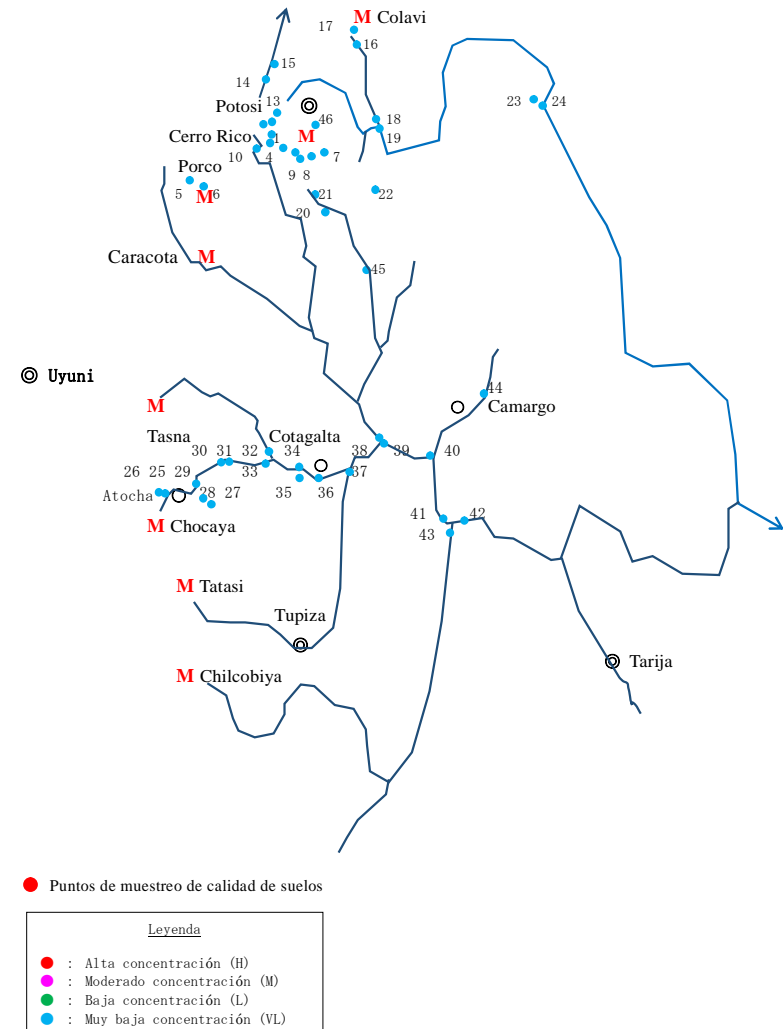 17 M Colavi
16
15
14
23 24
13
Potosi
46
18
19
Cerro Rico 1 M
10 4 9 8 7
Porco
5 6
M
21 22
20
Caracota M
45
Uyuni
M
44
Camargo
Tasna Cotagalta
30 31 32 34 38 39 40
33 37
26 25 29 35 36
Atocha 28 27
M Chocaya
41 42
43
M Tatasi
Tupiza
Tarija
M Chilcobiya
Puntos de muestreo de calidad de suelos
Leyenda
: Alta concentración (H)
: Moderado concentración (M)
: Baja concentración (L)
: Muy baja concentración (VL)